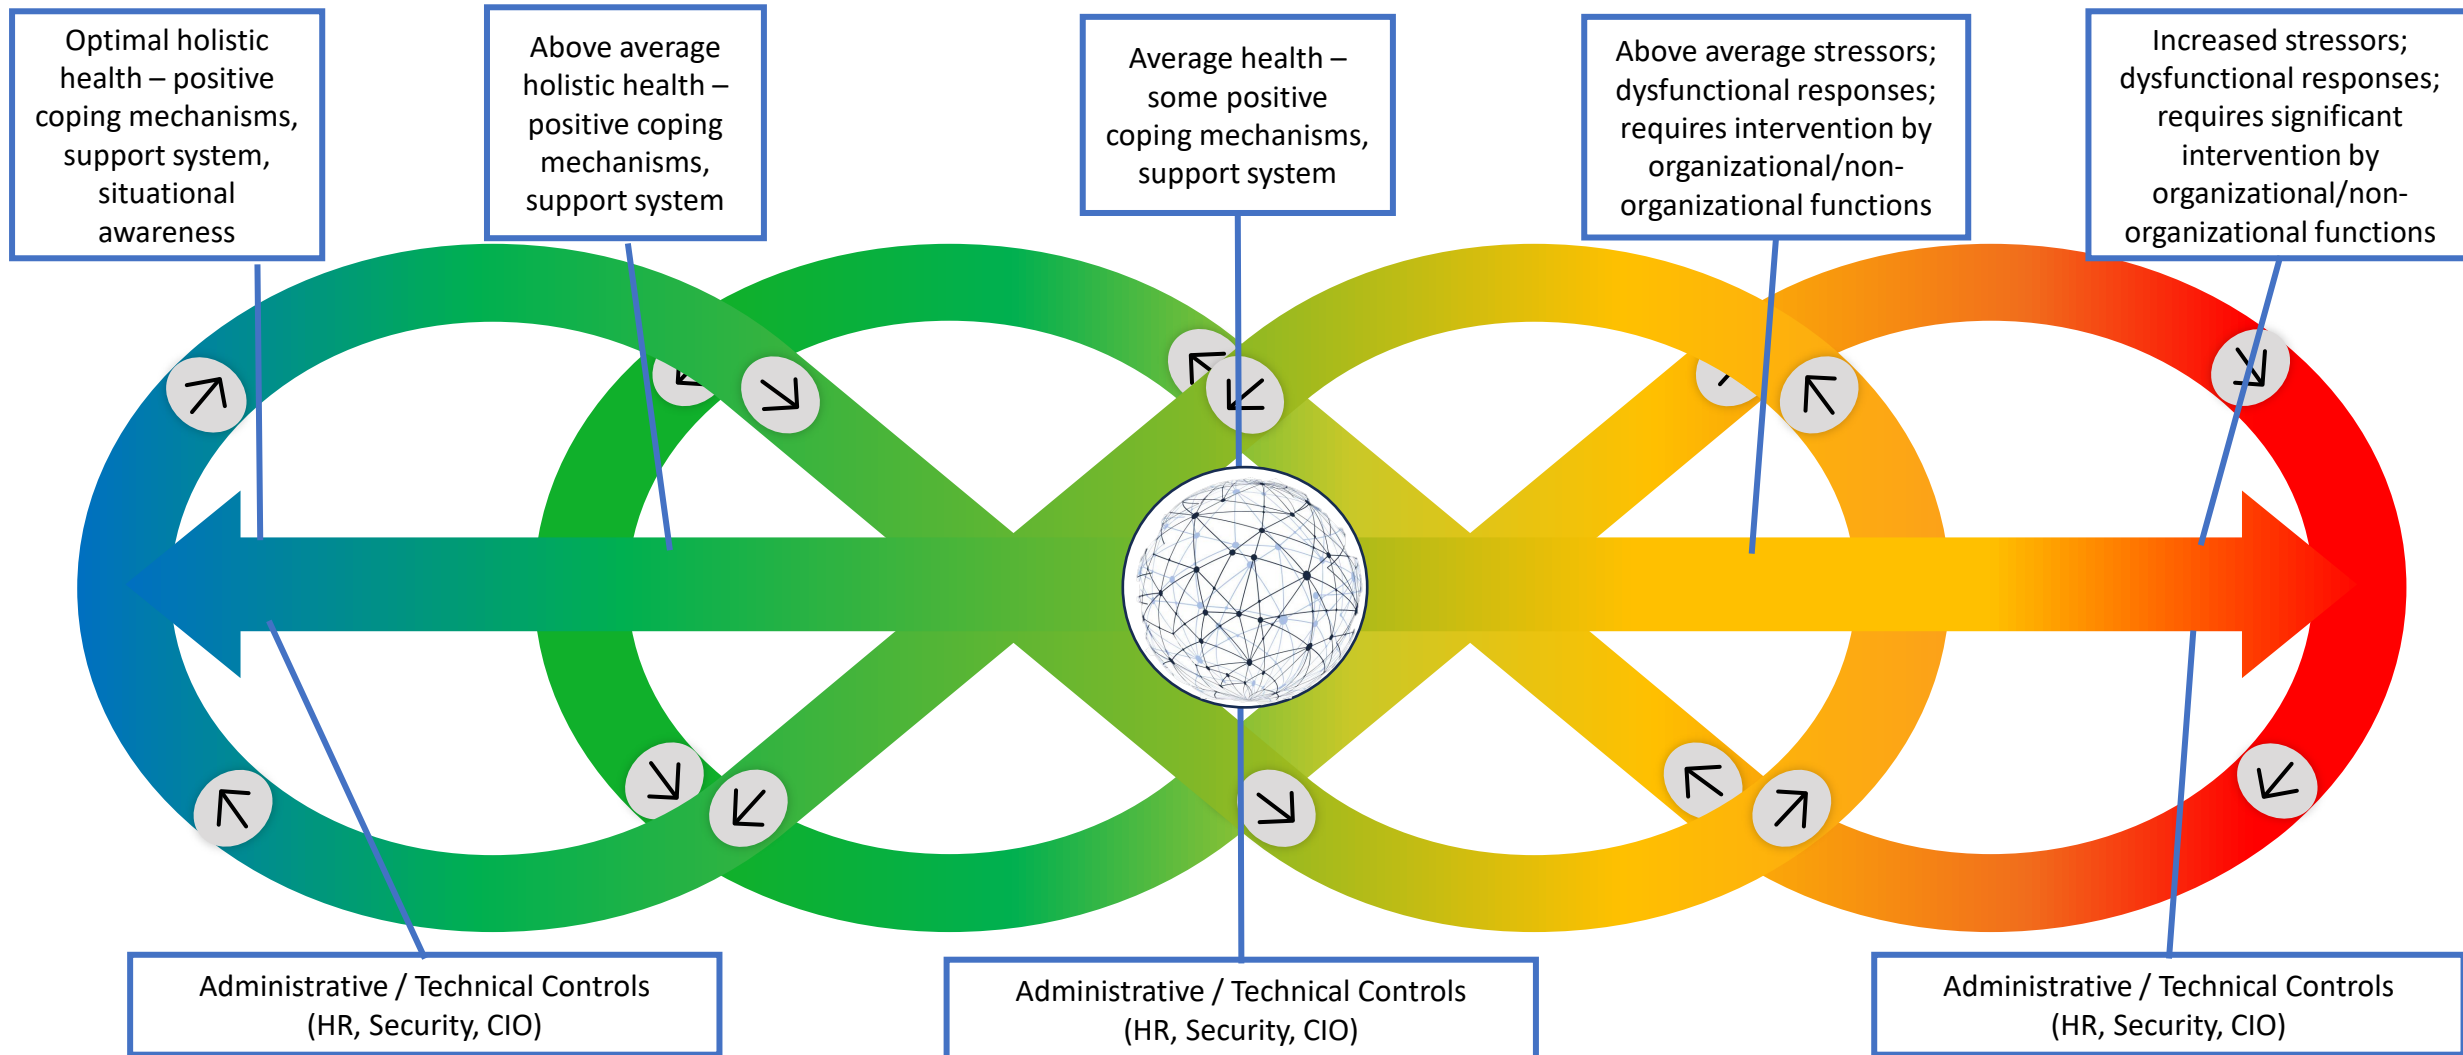 Optimal holistic
health – positive
coping mechanisms,
support system,
situational
awareness
Above average
holistic health –
positive coping
mechanisms,
support system
Average health –
some positive
coping mechanisms,
support system
Above average stressors;
dysfunctional responses;
requires intervention by
organizational/non-
organizational functions
Increased stressors;
dysfunctional responses;
requires significant
intervention by
organizational/non-
organizational functions
Administrative / Technical Controls
(HR, Security, CIO)
Administrative / Technical Controls
(HR, Security, CIO)
Administrative / Technical Controls
(HR, Security, CIO)